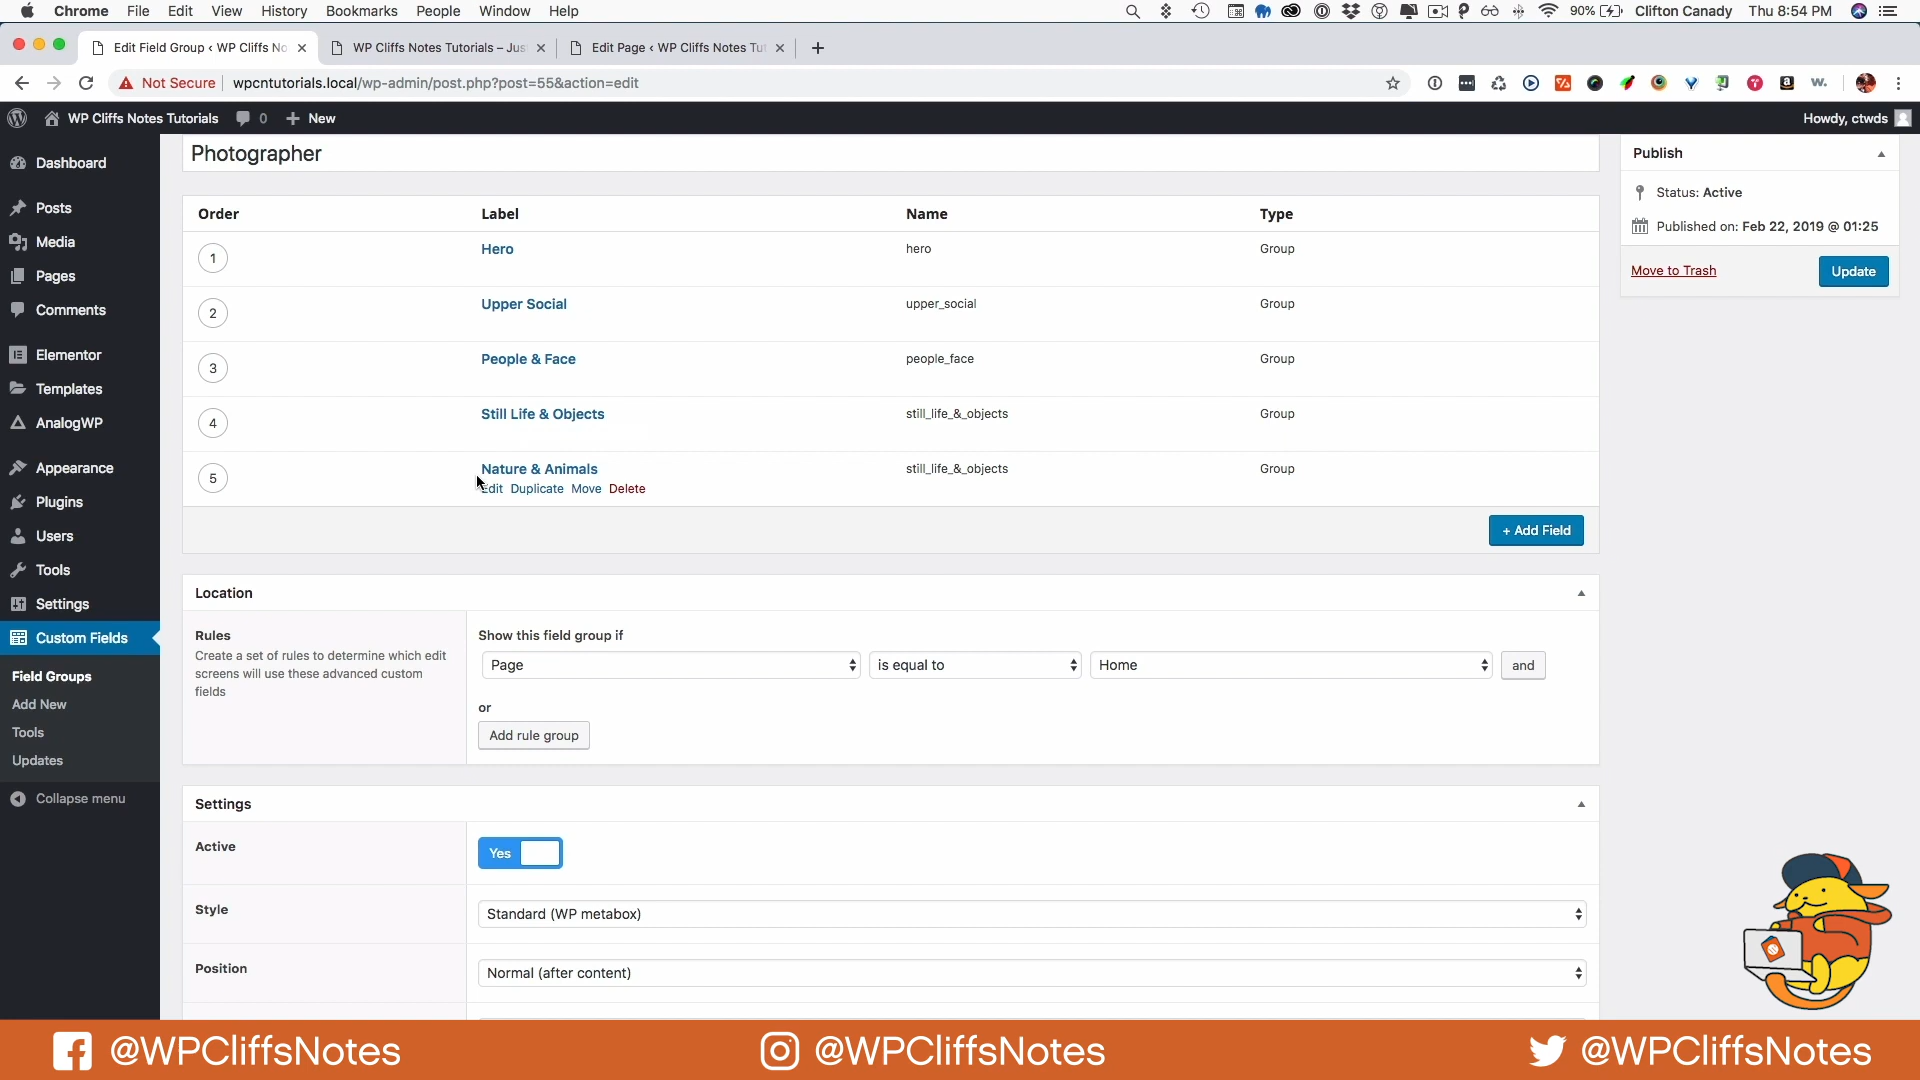 Chrome File Edit View History Bookmarks People Window Help 90% Clifton Canady Thu 8:54 PM
Edit Field Group ‹ WP Cliffs No
WP Cliffs Notes Tutorials – Jus
Edit Page ‹ WP Cliffs Notes Tut
Not Secure wpcntutorials.local/wp-admin/post.php?post=55&action=edit
WP Cliffs Notes Tutorials 0 New Howdy, ctwds
Dashboard
Posts
Media
Pages
Comments
Elementor
Templates
AnalogWP
Appearance
Plugins
Users
Tools
Settings
Custom Fields
Field Groups
Add New
Tools
Updates
Collapse menu
Photographer
Order Label Name Type
1 Hero hero Group
2 Upper Social upper_social Group
3 People & Face people_face Group
4 Still Life & Objects still_life_&_objects Group
5 Nature & Animals still_life_&_objects Group
Edit Duplicate Move Delete
+ Add Field
Location
Rules
Create a set of rules to determine which edit
screens will use these advanced custom
fields
Show this field group if
Page is equal to Home and
or
Add rule group
Settings
Active Yes
Style Standard (WP metabox)
Position Normal (after content)
Publish
Status: Active
Published on: Feb 22, 2019 @ 01:25
Move to Trash Update
@WPCliffsNotes @WPCliffsNotes @WPCliffsNotes